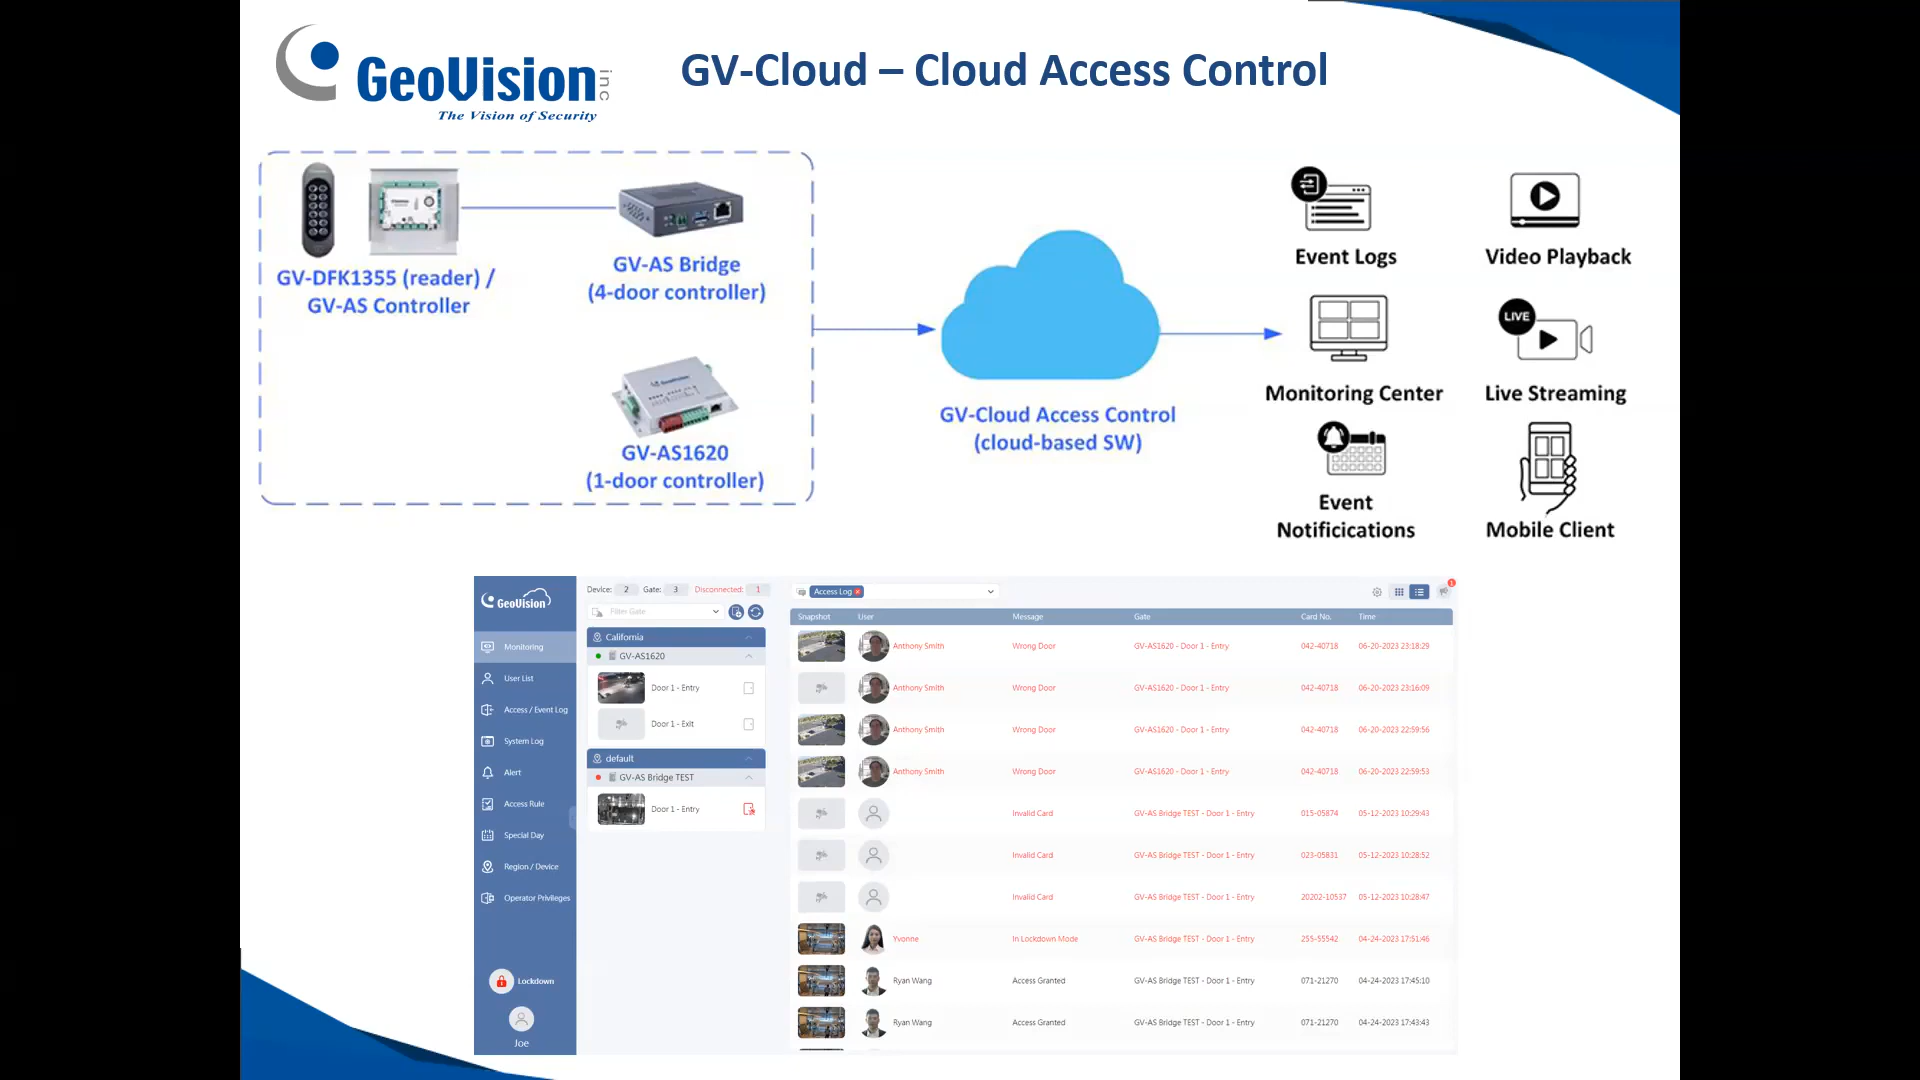 GeoVision inc
The Vision of Security
GV-Cloud – Cloud Access Control
GV-DFK1355 (reader) /
GV-AS Controller
GV-AS Bridge
(4-door controller)
GeoVision
GV-AS1620
(1-door controller)
GV-Cloud Access Control
(cloud-based SW)
Event Logs
Video Playback
Monitoring Center
LIVE
Live Streaming
Event
Notificications
Mobile Client
GeoVision
Monitoring
User List
Access / Event Log
System Log
Alert
Access Rule
Special Day
Region / Device
Operator Privileges
Lockdown
Joe
Device: 2 Gate: 3 Disconnected: 1
Filter Gate
California
GV-AS1620
Door 1 - Entry
Door 1 - Exit
default
GV-AS Bridge TEST
Door 1 - Entry
Access Log
1
Snapshot User Message Gate Card No. Time
Anthony Smith Wrong Door GV-AS1620 - Door 1 - Entry 042-40718 06-20-2023 23:18:29
Anthony Smith Wrong Door GV-AS1620 - Door 1 - Entry 042-40718 06-20-2023 23:16:09
Anthony Smith Wrong Door GV-AS1620 - Door 1 - Entry 042-40718 06-20-2023 22:59:56
Anthony Smith Wrong Door GV-AS1620 - Door 1 - Entry 042-40718 06-20-2023 22:59:53
Invalid Card GV-AS Bridge TEST - Door 1 - Entry 015-05874 05-12-2023 10:29:43
Invalid Card GV-AS Bridge TEST - Door 1 - Entry 023-05831 05-12-2023 10:28:52
Invalid Card GV-AS Bridge TEST - Door 1 - Entry 20202-10537 05-12-2023 10:28:47
Yvonne In Lockdown Mode GV-AS Bridge TEST - Door 1 - Entry 255-55542 04-24-2023 17:51:46
Ryan Wang Access Granted GV-AS Bridge TEST - Door 1 - Entry 071-21270 04-24-2023 17:45:10
Ryan Wang Access Granted GV-AS Bridge TEST - Door 1 - Entry 071-21270 04-24-2023 17:43:43